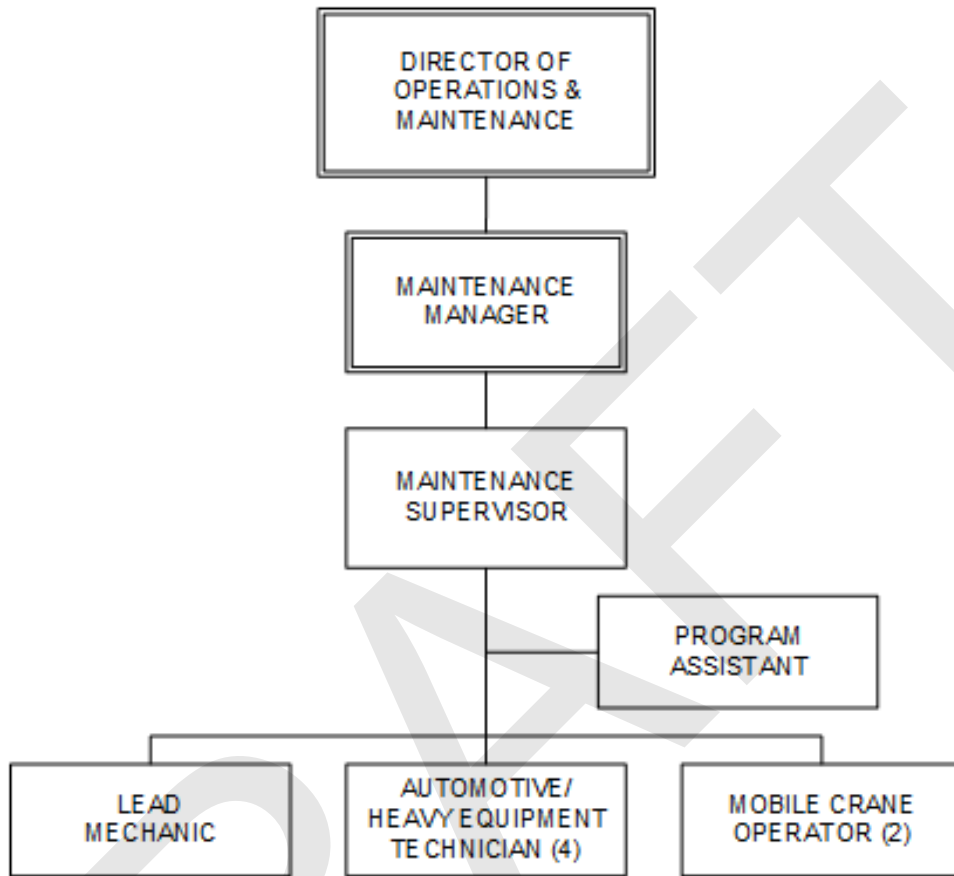 DIRECTOR OF
OPERATIONS &
MAINTENANCE
MAINTENANCE
MANAGER
MAINTENANCE
SUPERVISOR
PROGRAM
ASSISTANT
LEAD
MECHANIC
AUTOMOTIVE/
HEAVY EQUIPMENT
TECHNICIAN (4)
MOBILE CRANE
OPERATOR (2)
DRAFT